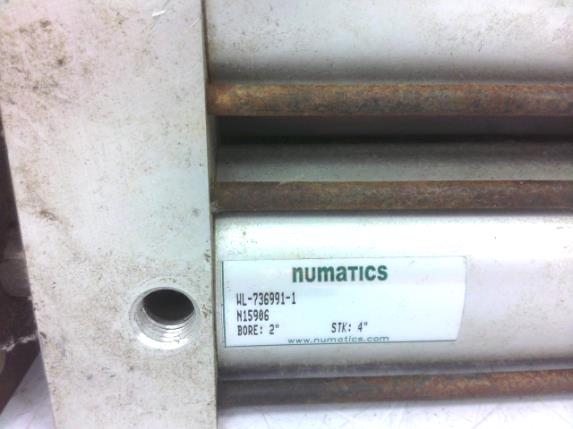 numatics
WL-736991-1
N15906
BORE: 2" STK: 4"
www.numatics.com